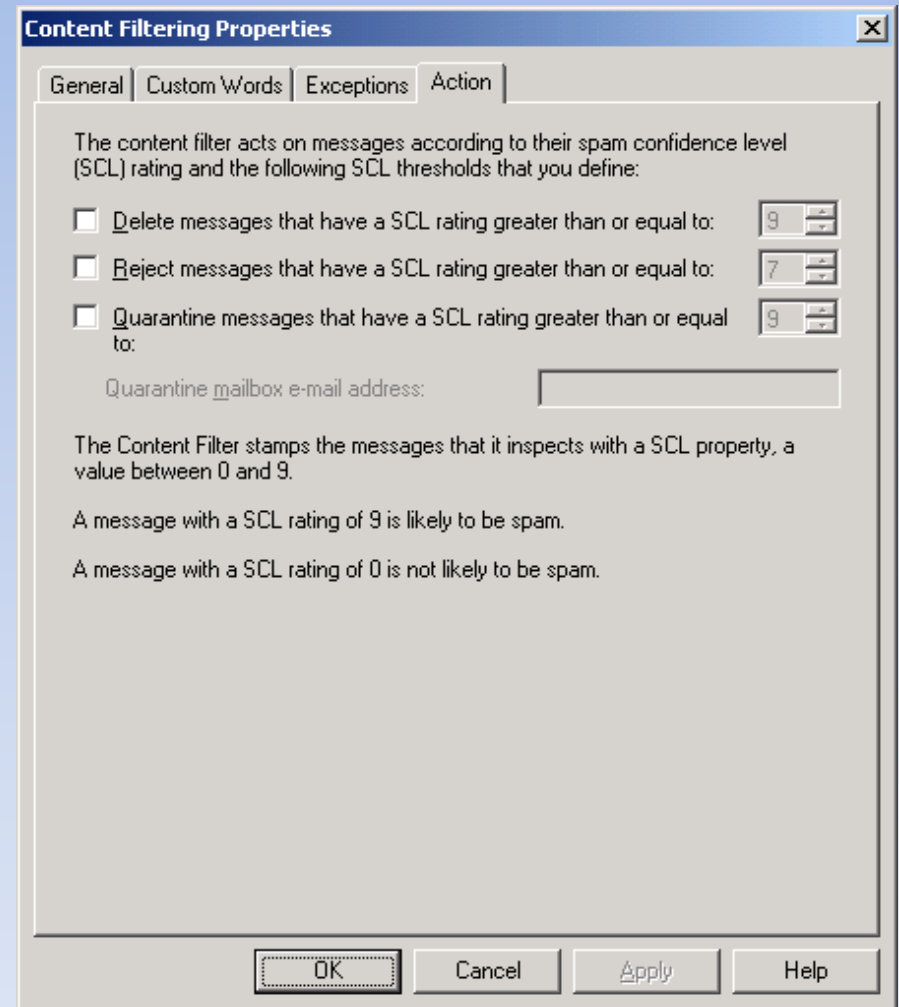 Content Filtering Properties
General Custom Words Exceptions Action
The content filter acts on messages according to their spam confidence level
(SCL) rating and the following SCL thresholds that you define:
Delete messages that have a SCL rating greater than or equal to: 9
Reject messages that have a SCL rating greater than or equal to: 7
Quarantine messages that have a SCL rating greater than or equal 9
to:
Quarantine mailbox e-mail address:
The Content Filter stamps the messages that it inspects with a SCL property, a
value between 0 and 9.
A message with a SCL rating of 9 is likely to be spam.
A message with a SCL rating of 0 is not likely to be spam.
OK Cancel Apply Help